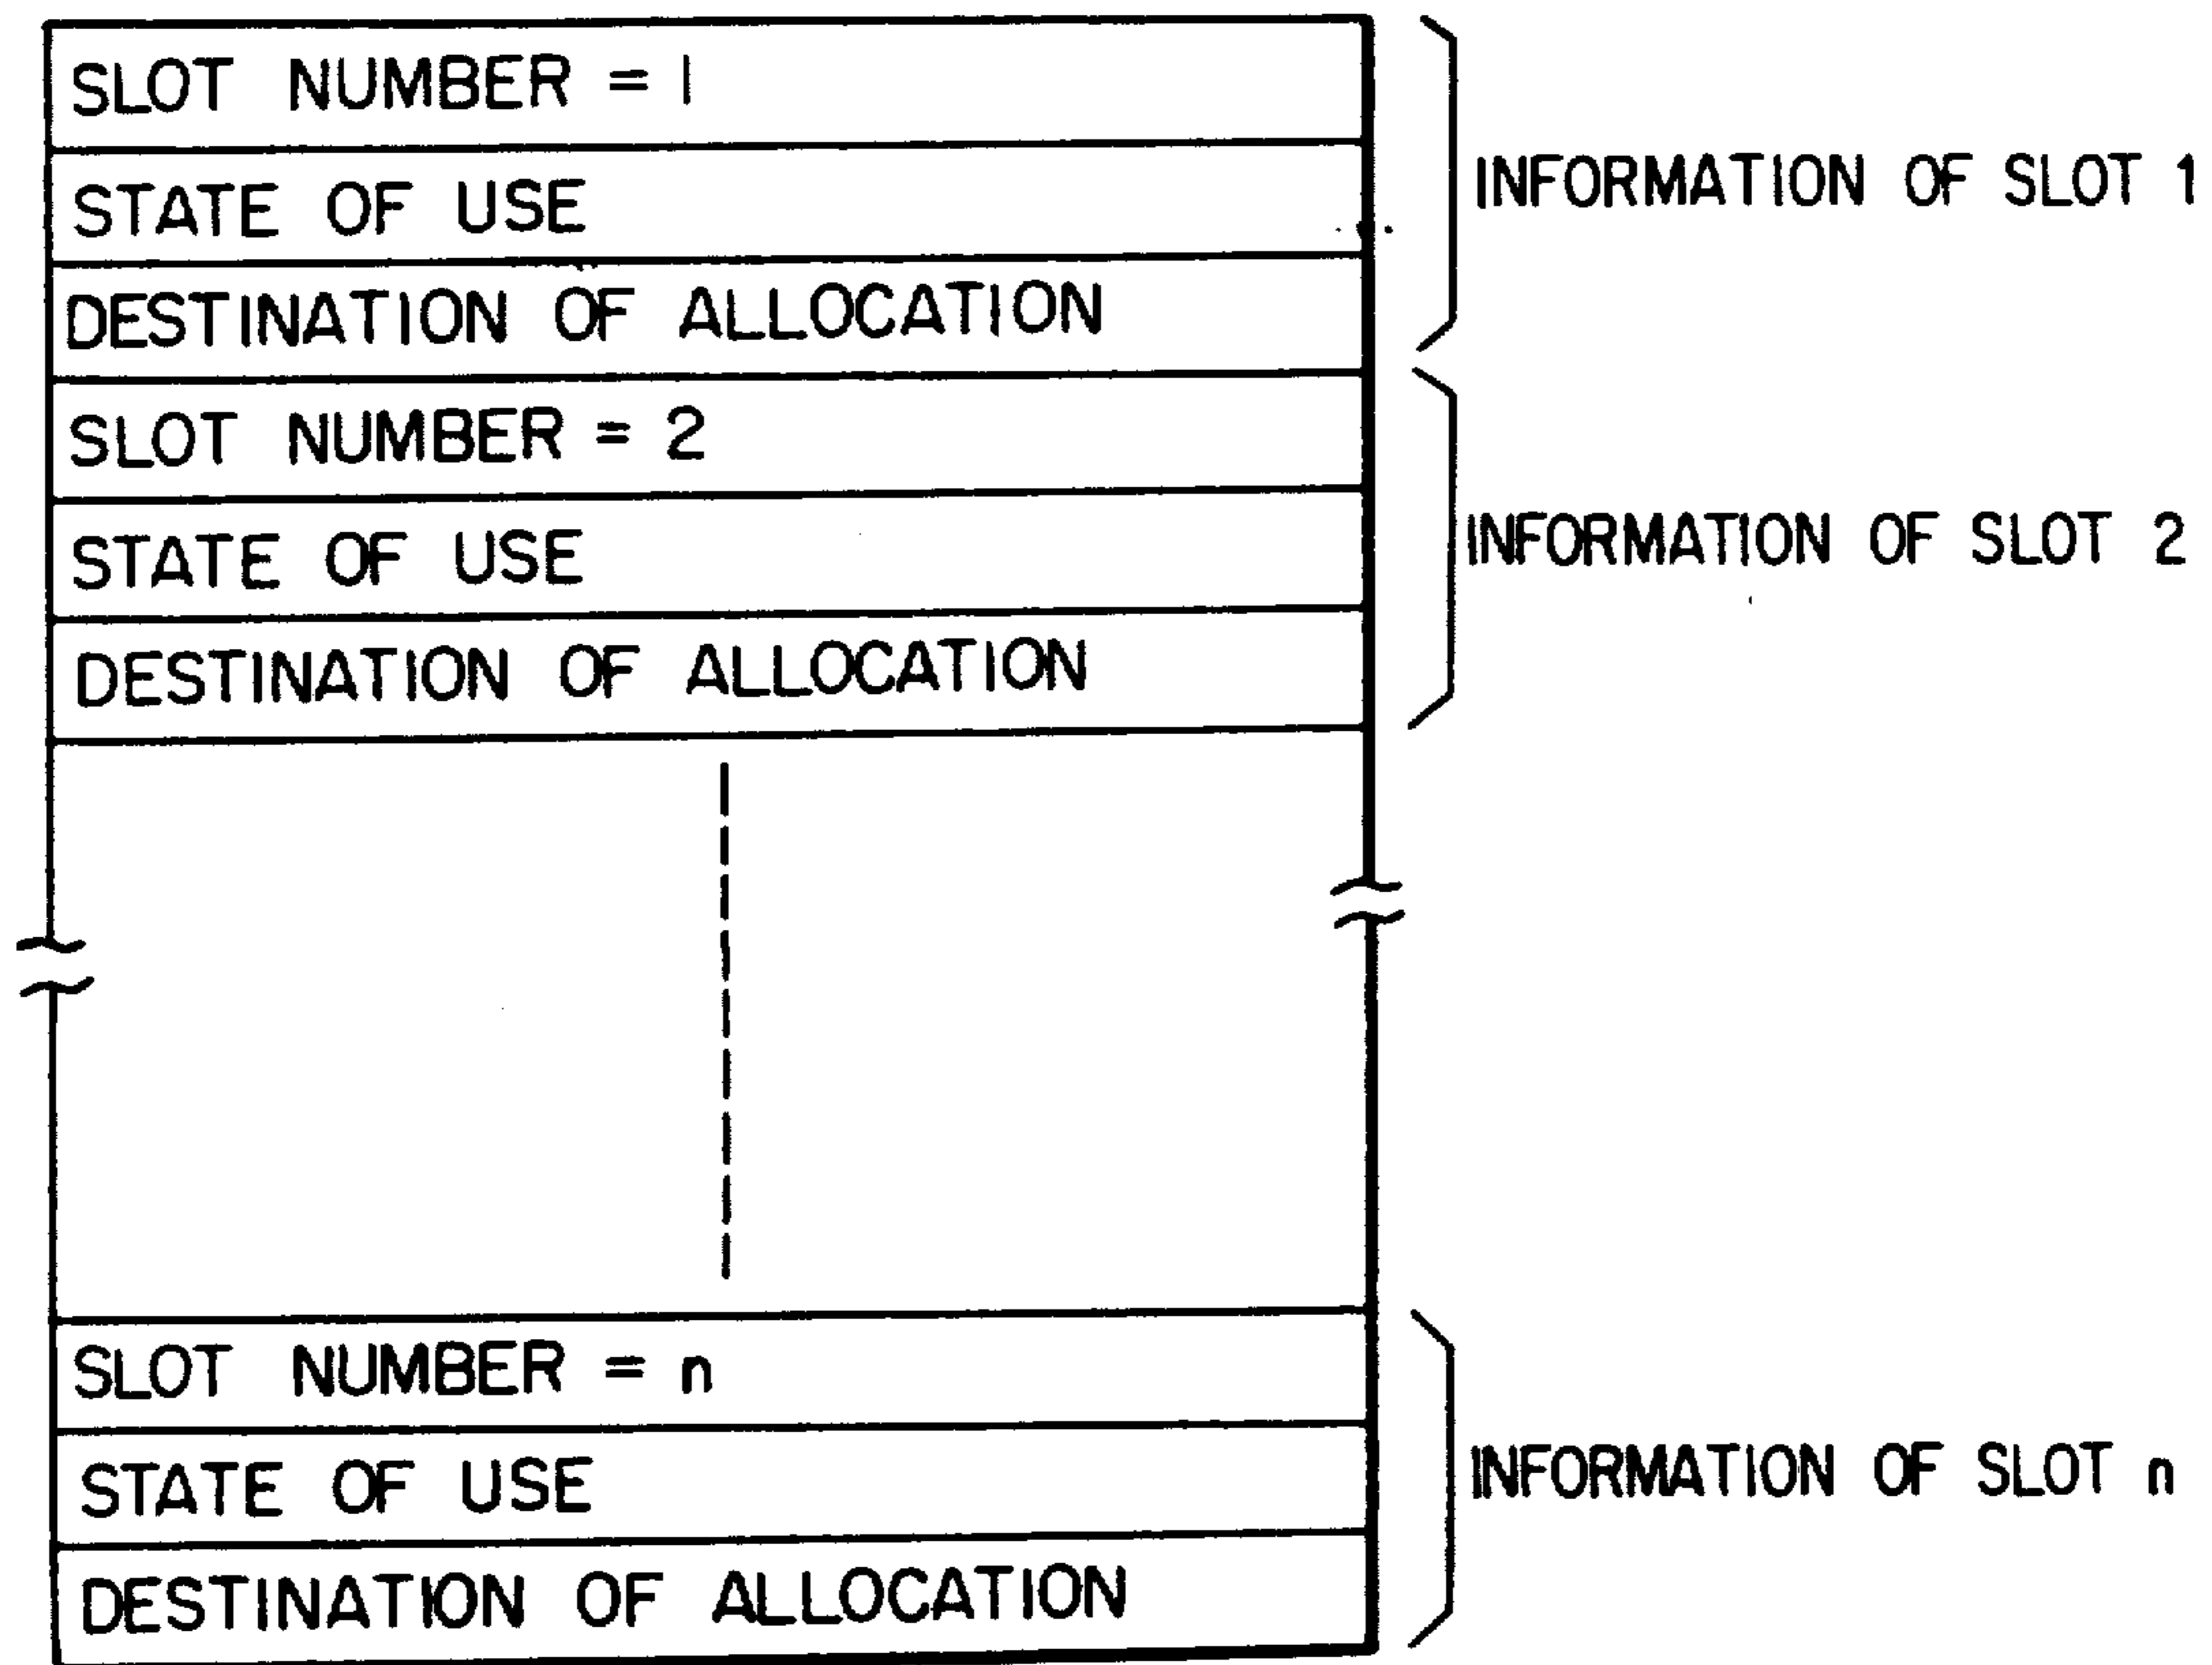 SLOT NUMBER = 1
STATE OF USE
DESTINATION OF ALLOCATION
INFORMATION OF SLOT 1
SLOT NUMBER = 2
STATE OF USE
DESTINATION OF ALLOCATION
INFORMATION OF SLOT 2
SLOT NUMBER = n
STATE OF USE
DESTINATION OF ALLOCATION
INFORMATION OF SLOT n